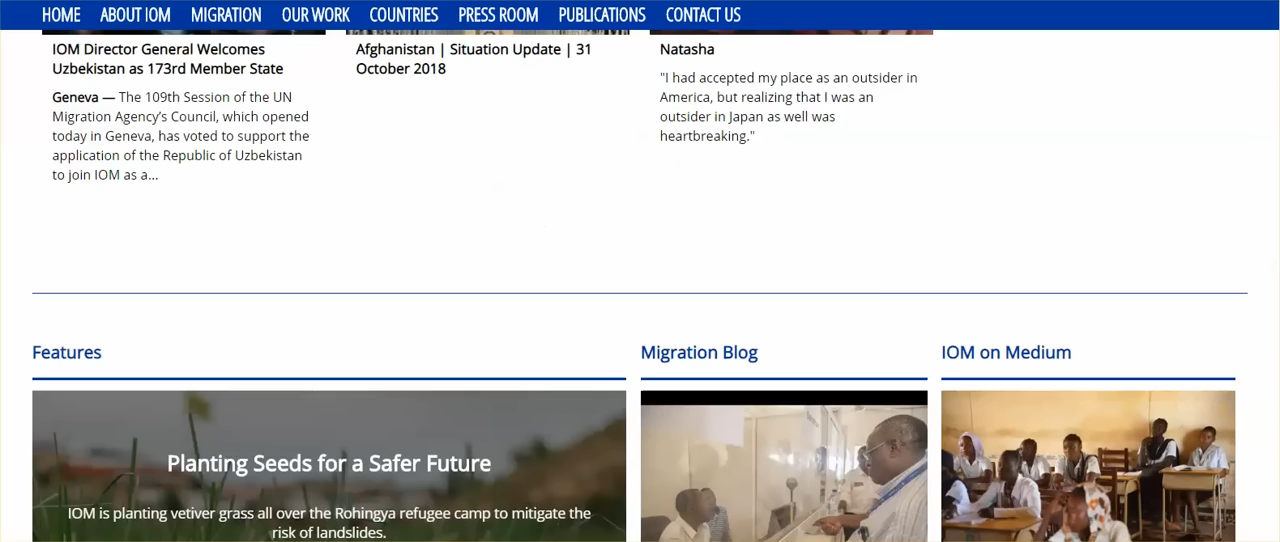 HOME ABOUT IOM MIGRATION OUR WORK COUNTRIES PRESS ROOM PUBLICATIONS CONTACT US
IOM Director General Welcomes
Uzbekistan as 173rd Member State
Geneva — The 109th Session of the UN
Migration Agency's Council, which opened
today in Geneva, has voted to support the
application of the Republic of Uzbekistan
to join IOM as a...
Afghanistan | Situation Update | 31
October 2018
Natasha
"I had accepted my place as an outsider in
America, but realizing that I was an
outsider in Japan as well was
heartbreaking."
Features
Planting Seeds for a Safer Future
IOM is planting vetiver grass all over the Rohingya refugee camp to mitigate the
risk of landslides.
Migration Blog
IOM on Medium